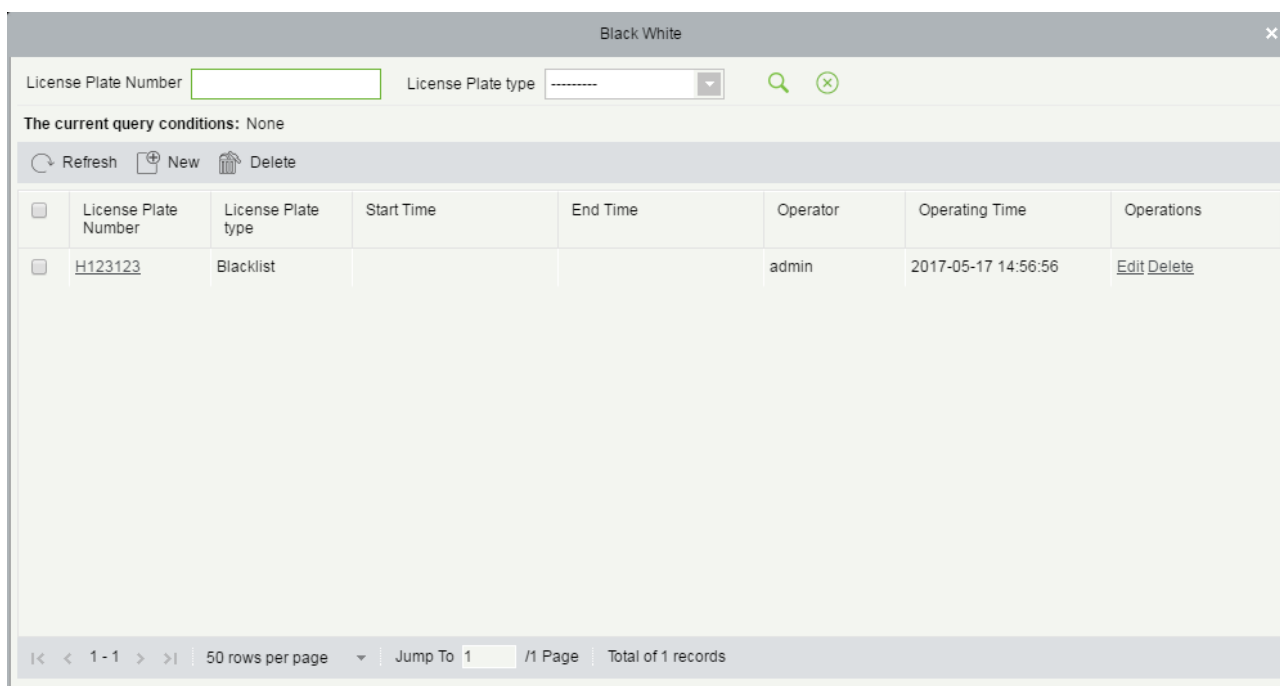 Black White
License Plate Number License Plate type ---------
The current query conditions: None
Refresh New Delete
License Plate Number License Plate type Start Time End Time Operator Operating Time Operations
H123123 Blacklist admin 2017-05-17 14:56:56 Edit Delete
1 - 1 50 rows per page Jump To 1 /1 Page Total of 1 records